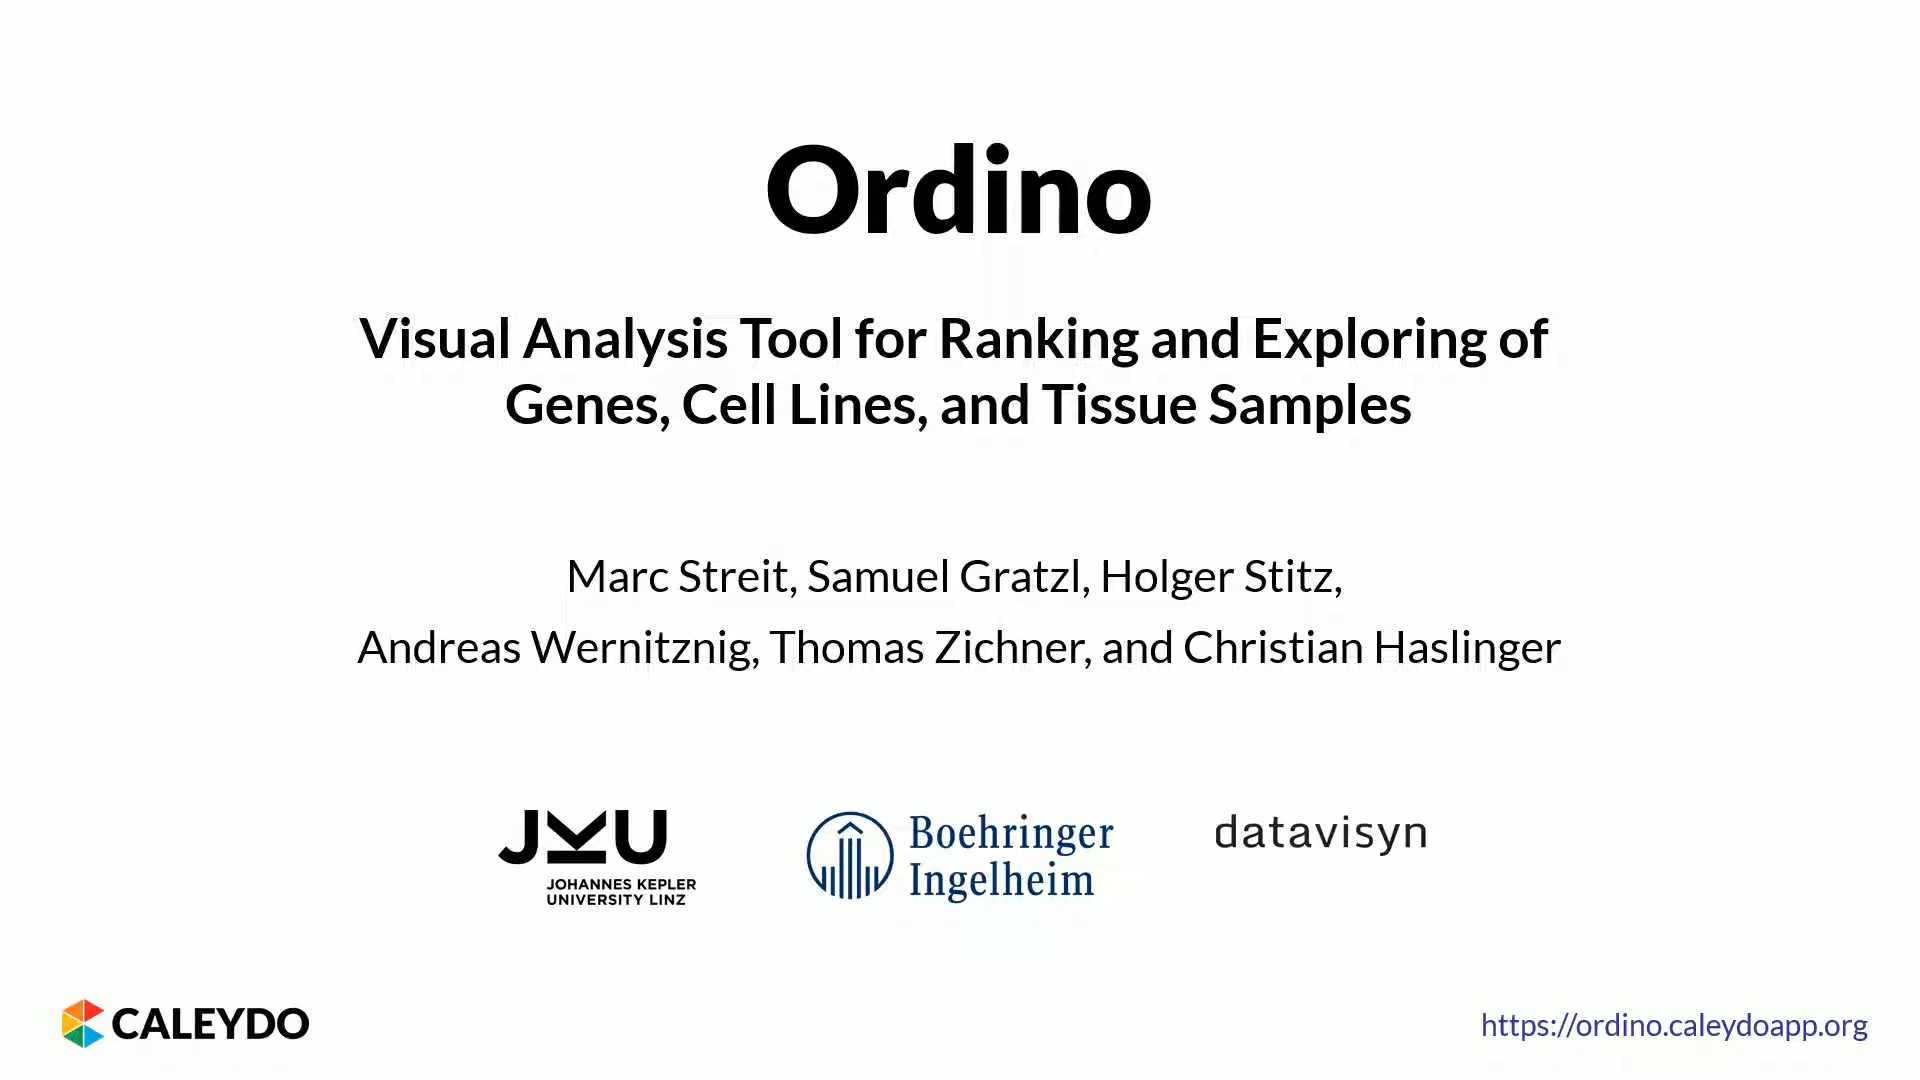 Ordino
Visual Analysis Tool for Ranking and Exploring of
Genes, Cell Lines, and Tissue Samples
Marc Streit, Samuel Gratzl, Holger Stitz,
Andreas Wernitznig, Thomas Zichner, and Christian Haslinger
JKU
JOHANNES KEPLER
UNIVERSITY LINZ
Boehringer
Ingelheim
datavisyn
CALEYDO
https://ordino.caleydoapp.org